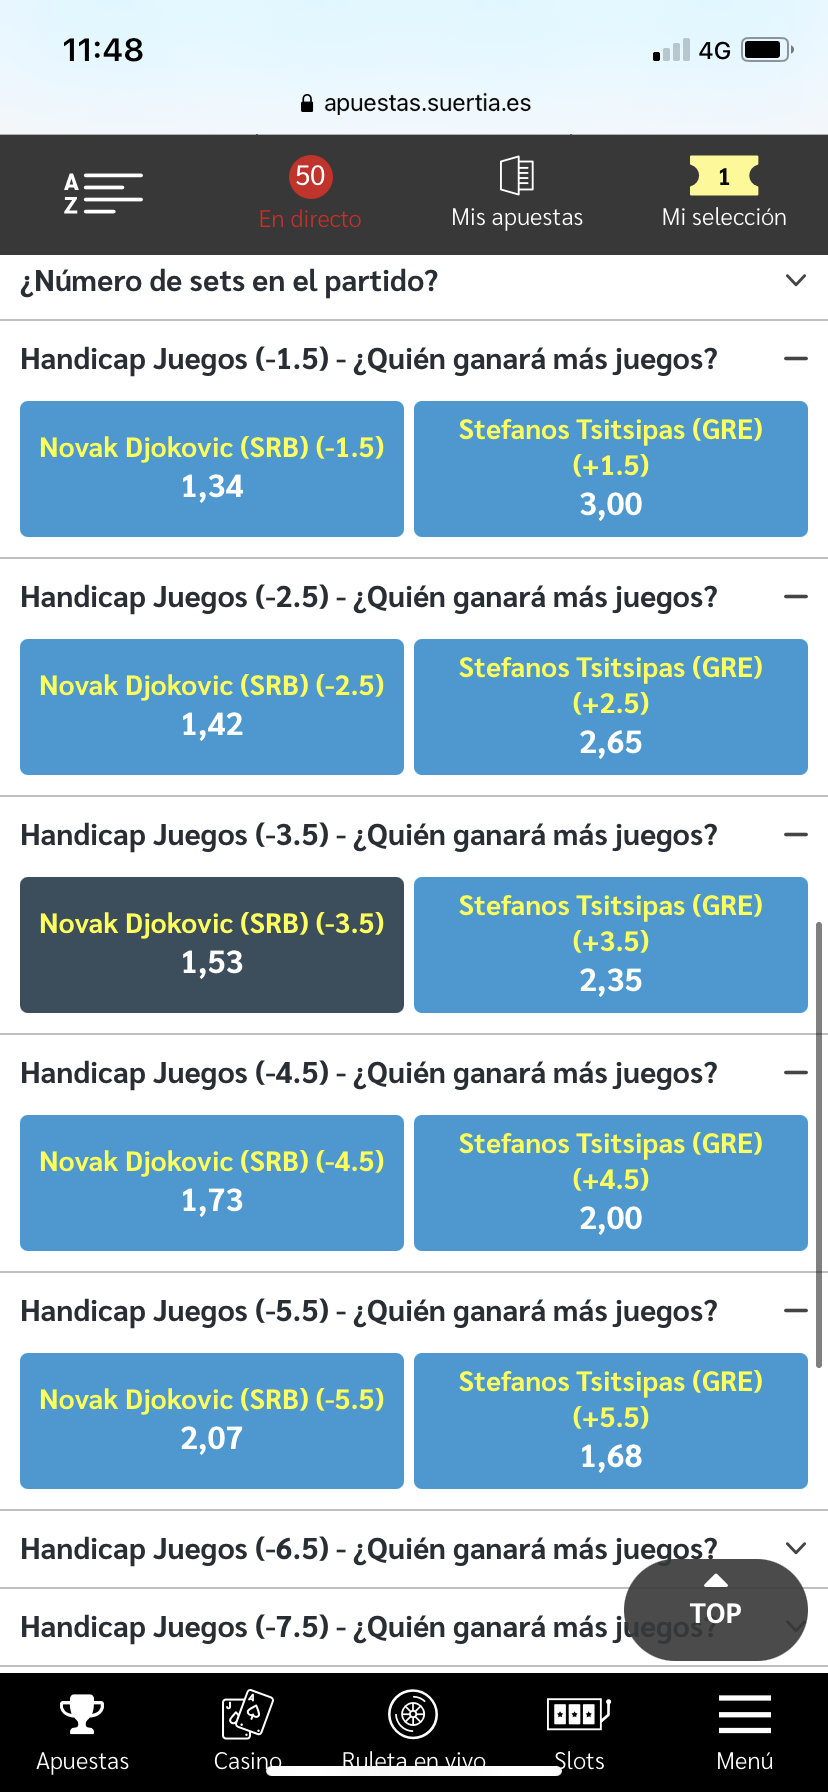 11:48
4G
apuestas.suertia.es
A
Z
50
En directo
Mis apuestas
1
Mi selección
¿Número de sets en el partido?
Handicap Juegos (-1.5) - ¿Quién ganará más juegos?
Novak Djokovic (SRB) (-1.5)
1,34
Stefanos Tsitsipas (GRE)
(+1.5)
3,00
Handicap Juegos (-2.5) - ¿Quién ganará más juegos?
Novak Djokovic (SRB) (-2.5)
1,42
Stefanos Tsitsipas (GRE)
(+2.5)
2,65
Handicap Juegos (-3.5) - ¿Quién ganará más juegos?
Novak Djokovic (SRB) (-3.5)
1,53
Stefanos Tsitsipas (GRE)
(+3.5)
2,35
Handicap Juegos (-4.5) - ¿Quién ganará más juegos?
Novak Djokovic (SRB) (-4.5)
1,73
Stefanos Tsitsipas (GRE)
(+4.5)
2,00
Handicap Juegos (-5.5) - ¿Quién ganará más juegos?
Novak Djokovic (SRB) (-5.5)
2,07
Stefanos Tsitsipas (GRE)
(+5.5)
1,68
Handicap Juegos (-6.5) - ¿Quién ganará más juegos?
TOP
Handicap Juegos (-7.5) - ¿Quién ganará más juegos?
Apuestas
Casino
Ruleta en vivo
Slots
Menú